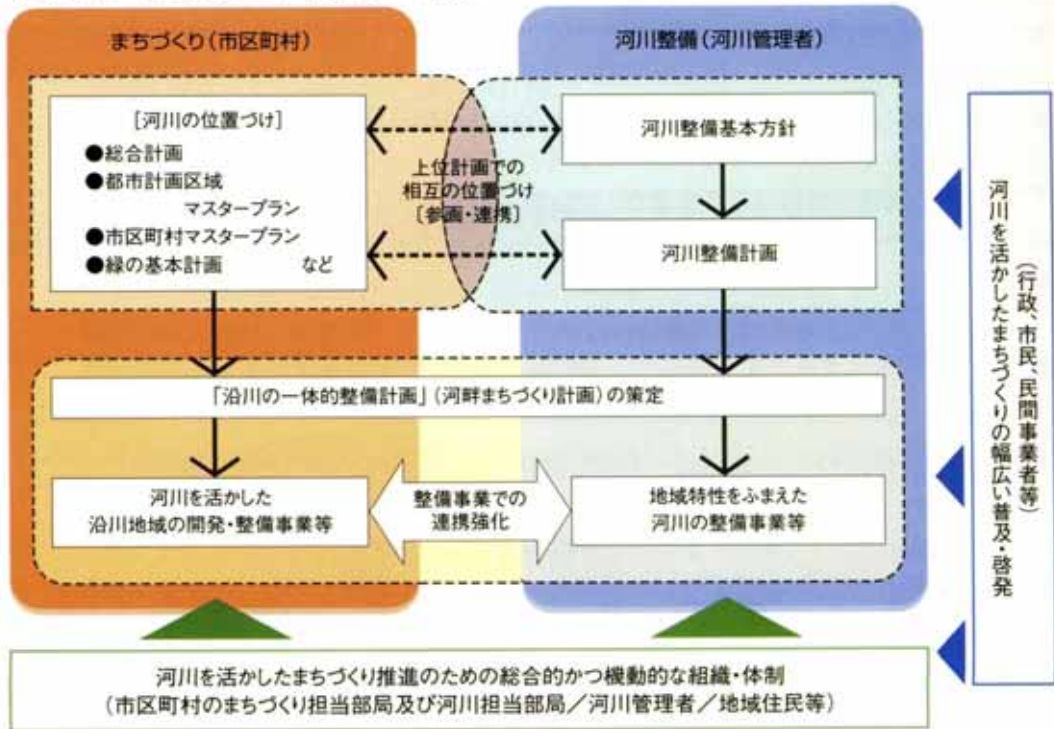 まちづくり(市区町村)
河川整備(河川管理者)
[河川の位置づけ]
●総合計画
●都市計画区域
マスタープラン
●市区町村マスタープラン
●緑の基本計画 など
上位計画での
相互の位置づけ
[参画・連携]
河川整備基本方針
河川整備計画
「沿川の一体的整備計画」(河畔まちづくり計画)の策定
河川を活かした
沿川地域の開発・整備事業等
整備事業での
連携強化
地域特性をふまえた
河川の整備事業等
河川を活かしたまちづくり推進のための総合的かつ機動的な組織・体制
(市区町村のまちづくり担当部局及び河川担当部局/河川管理者/地域住民等)
(行政、市民、民間事業者等)
河川を活かしたまちづくりの幅広い普及・啓発